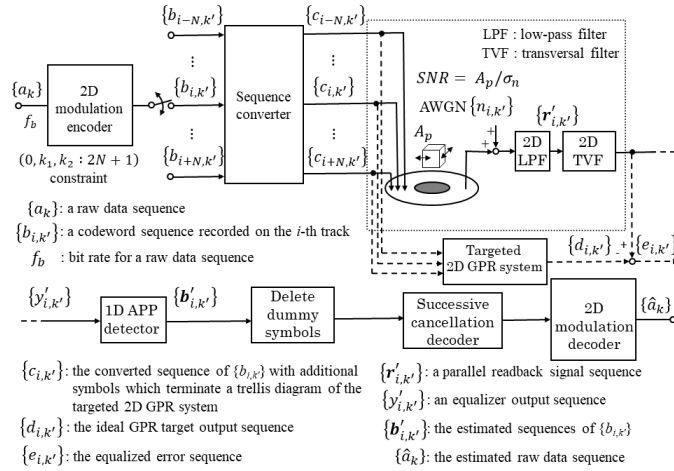 {b_{i−N,k'}} {c_{i−N,k'}}
LPF : low-pass filter
TVF : transversal filter
⋮ ⋮
SNR = A_p/σ_n
{a_k} 2D modulation encoder {b_{i,k'}} Sequence converter {c_{i,k'}}
AWGN {n_{i,k'}} {r'_{i,k'}}
f_b
A_p + + 2D LPF 2D TVF
⋮ ⋮
(0, k_1, k_2 : 2N + 1) constraint
{b_{i+N,k'}} {c_{i+N,k'}}
{a_k}: a raw data sequence
{b_{i,k'}}: a codeword sequence recorded on the i-th track
f_b : bit rate for a raw data sequence
Targeted 2D GPR system {d_{i,k'}} - + {e_{i,k'}}
{y'_{i,k'}} 1D APP detector {b'_{i,k'}} Delete dummy symbols Successive cancellation decoder 2D modulation decoder {â_k}
{c_{i,k'}}: the converted sequence of {b_{i,k'}} with additional
symbols which terminate a trellis diagram of the
targeted 2D GPR system
{d_{i,k'}}: the ideal GPR target output sequence
{e_{i,k'}}: the equalized error sequence
{r'_{i,k'}}: a parallel readback signal sequence
{y'_{i,k'}}: an equalizer output sequence
{b'_{i,k'}}: the estimated sequences of {b_{i,k'}}
{â_k}: the estimated raw data sequence